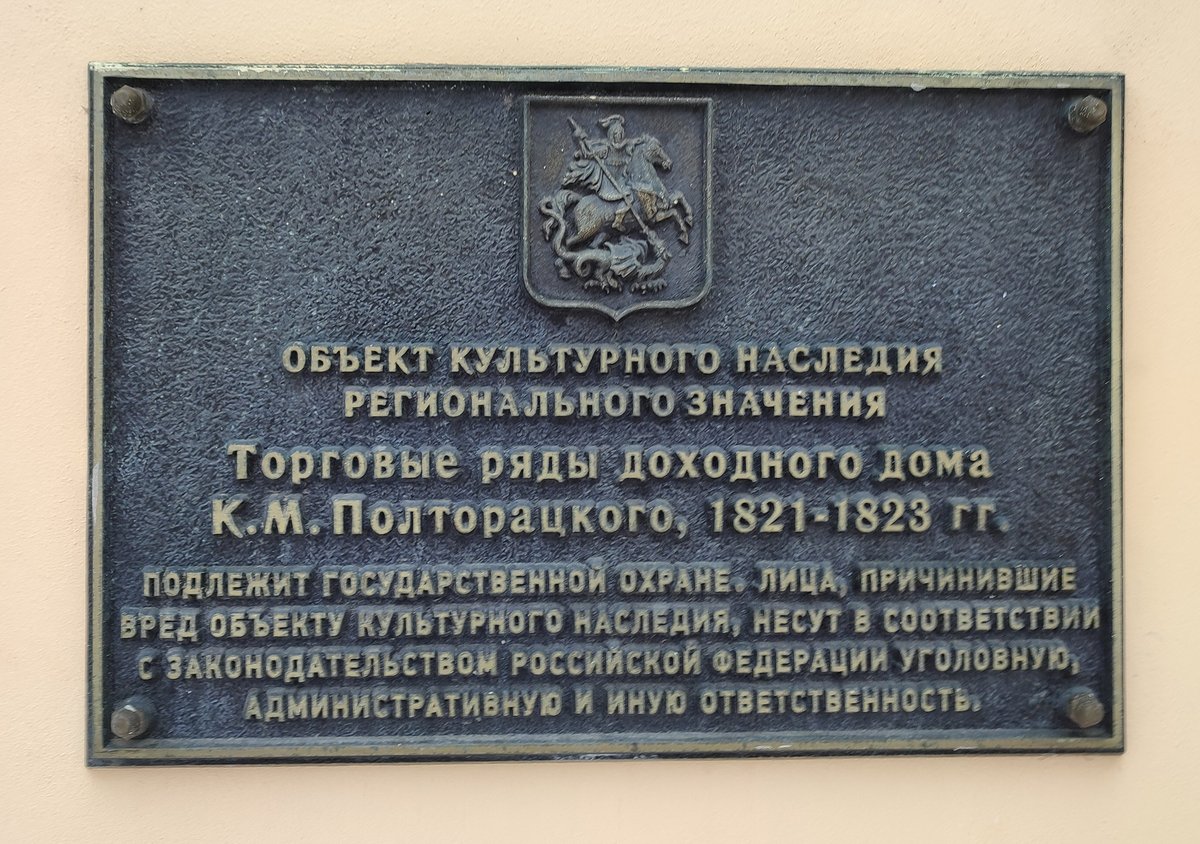 ОБЪЕКТ КУЛЬТУРНОГО НАСЛЕДИЯ
РЕГИОНАЛЬНОГО ЗНАЧЕНИЯ
Торговые ряды доходного дома
К.М. Полторацкого, 1821-1823 гг.
ПОДЛЕЖИТ ГОСУДАРСТВЕННОЙ ОХРАНЕ. ЛИЦА, ПРИЧИНИВШИЕ
ВРЕД ОБЪЕКТУ КУЛЬТУРНОГО НАСЛЕДИЯ, НЕСУТ В СООТВЕТСТВИИ
С ЗАКОНОДАТЕЛЬСТВОМ РОССИЙСКОЙ ФЕДЕРАЦИИ УГОЛОВНУЮ,
АДМИНИСТРАТИВНУЮ И ИНУЮ ОТВЕТСТВЕННОСТЬ.